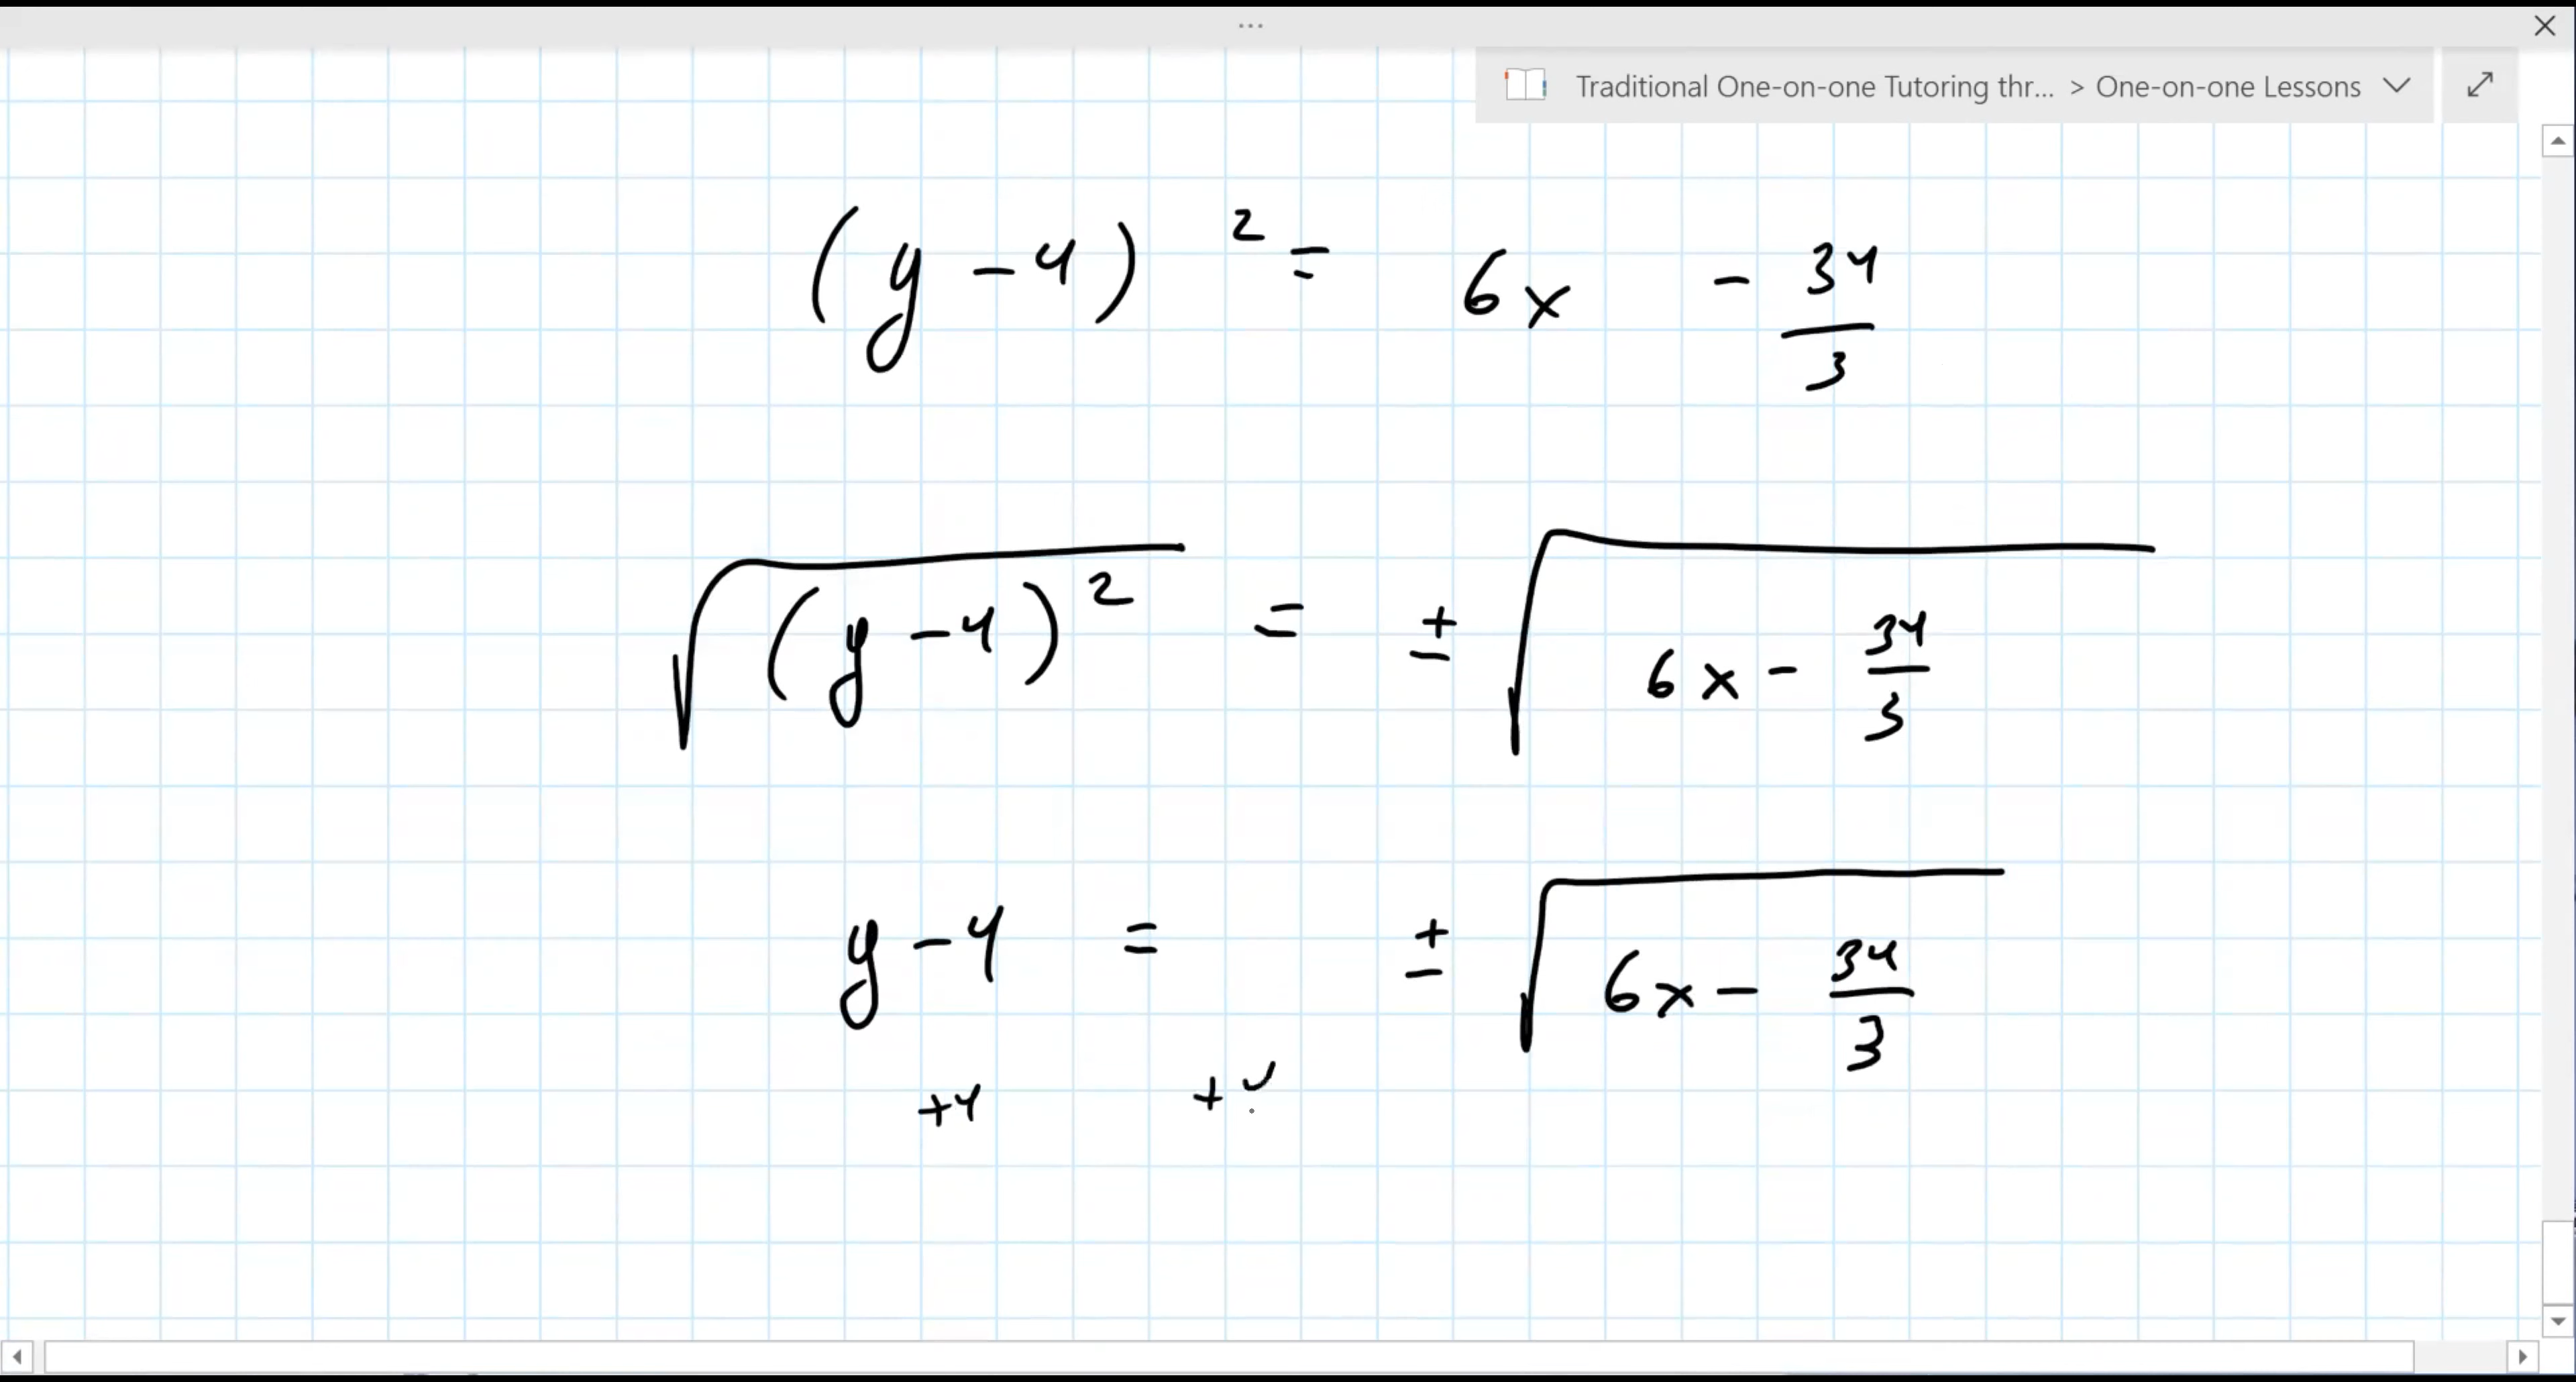 ...
Traditional One-on-one Tutoring thr... > One-on-one Lessons
(y - 4)² = 6x - 34/3
√(y - 4)² = ± √6x - 34/3
y - 4 = ± √6x - 34/3
+4 +